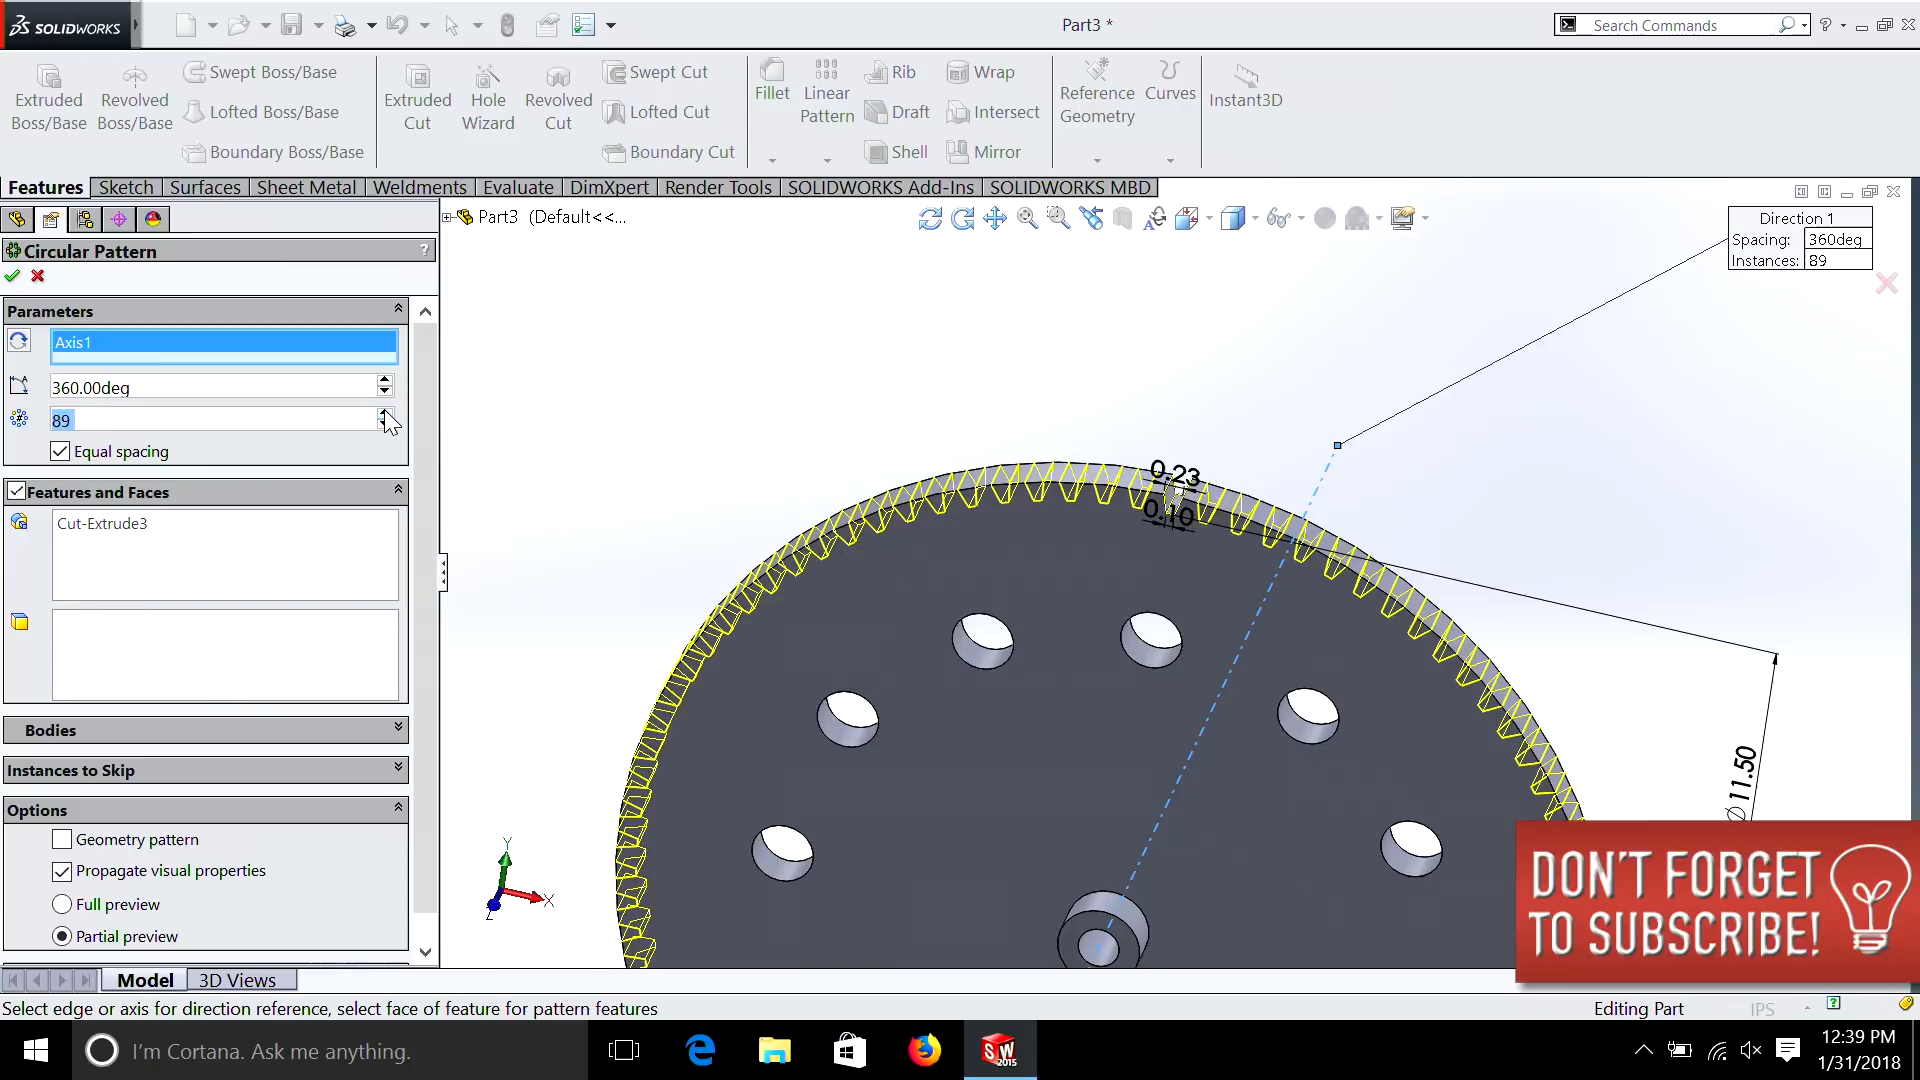 SOLIDWORKS
Part3 *
Search Commands
?
Extruded
Boss/Base
Revolved
Boss/Base
Swept Boss/Base
Lofted Boss/Base
Boundary Boss/Base
Extruded
Cut
Hole
Wizard
Revolved
Cut
Swept Cut
Lofted Cut
Boundary Cut
Fillet
Linear
Pattern
Rib
Draft
Shell
Wrap
Intersect
Mirror
Reference
Geometry
Curves
Instant3D
Features
Sketch
Surfaces
Sheet Metal
Weldments
Evaluate
DimXpert
Render Tools
SOLIDWORKS Add-Ins
SOLIDWORKS MBD
Part3 (Default<<...
Direction 1
Spacing: 360deg
Instances: 89
Circular Pattern
?
Parameters
Axis1
360.00deg
89
Equal spacing
Features and Faces
Cut-Extrude3
Bodies
Instances to Skip
Options
Geometry pattern
Propagate visual properties
Full preview
Partial preview
0.23
0.10
Ø11.50
Y
X
Z
DON'T FORGET
TO SUBSCRIBE!
Model
3D Views
Select edge or axis for direction reference, select face of feature for pattern features
Editing Part
IPS
?
I'm Cortana. Ask me anything.
SW
2015
12:39 PM
1/31/2018